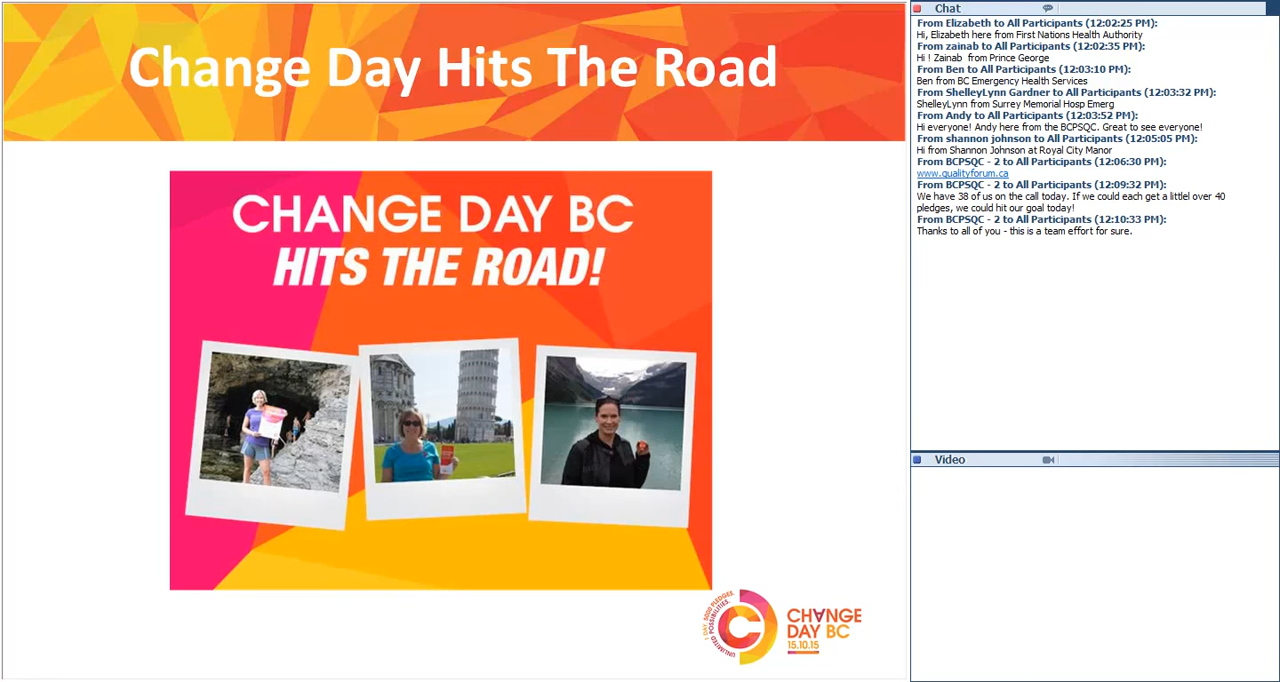 Change Day Hits The Road
CHANGE DAY BC
HITS THE ROAD!
1 DAY. 5000 PLEDGES.
UNLIMITED POSSIBILITIES.
CHANGE
DAY BC
15.10.15
Chat
From Elizabeth to All Participants (12:02:25 PM):
Hi, Elizabeth here from First Nations Health Authority
From zainab to All Participants (12:02:35 PM):
Hi ! Zainab from Prince George
From Ben to All Participants (12:03:10 PM):
Ben from BC Emergency Health Services
From ShelleyLynn Gardner to All Participants (12:03:32 PM):
ShelleyLynn from Surrey Memorial Hosp Emerg
From Andy to All Participants (12:03:52 PM):
Hi everyone! Andy here from the BCPSQC. Great to see everyone!
From shannon johnson to All Participants (12:05:05 PM):
Hi from Shannon Johnson at Royal City Manor
From BCPSQC - 2 to All Participants (12:06:30 PM):
www.qualityforum.ca
From BCPSQC - 2 to All Participants (12:09:32 PM):
We have 38 of us on the call today. If we could each get a littlel over 40
pledges, we could hit our goal today!
From BCPSQC - 2 to All Participants (12:10:33 PM):
Thanks to all of you - this is a team effort for sure.
Video